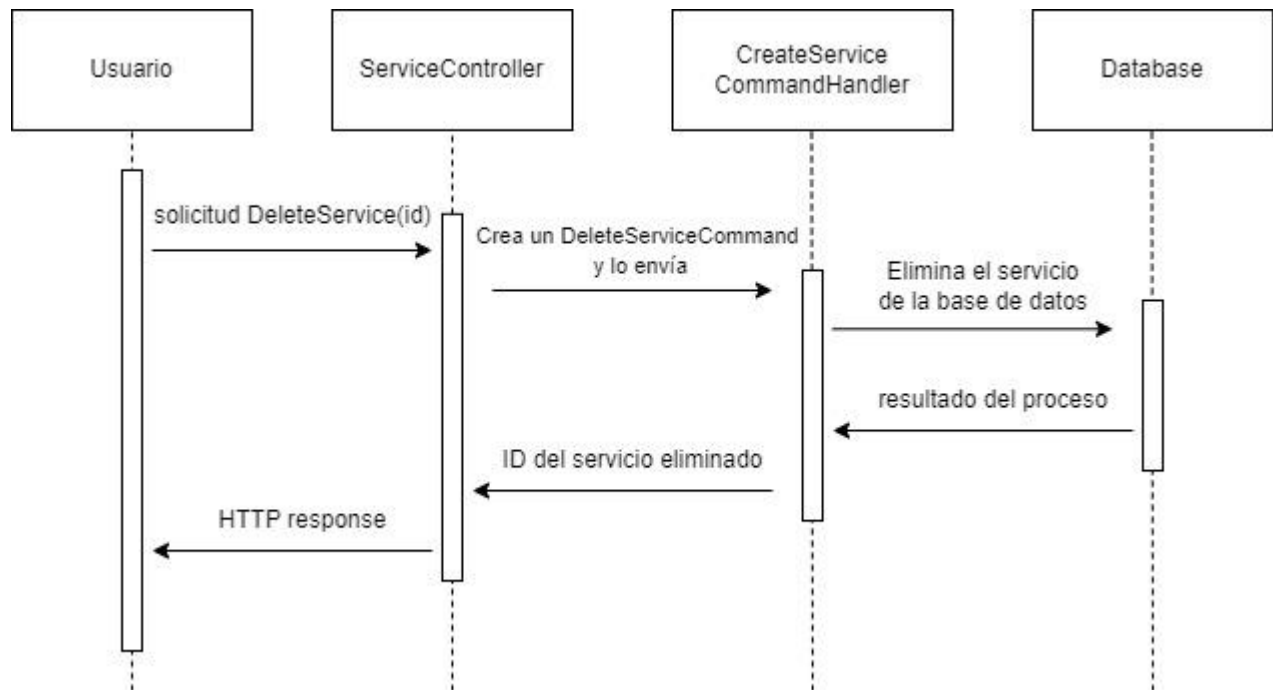 Usuario
ServiceController
CreateService
CommandHandler
Database
solicitud DeleteService(id)
Crea un DeleteServiceCommand
y lo envía
Elimina el servicio
de la base de datos
resultado del proceso
ID del servicio eliminado
HTTP response